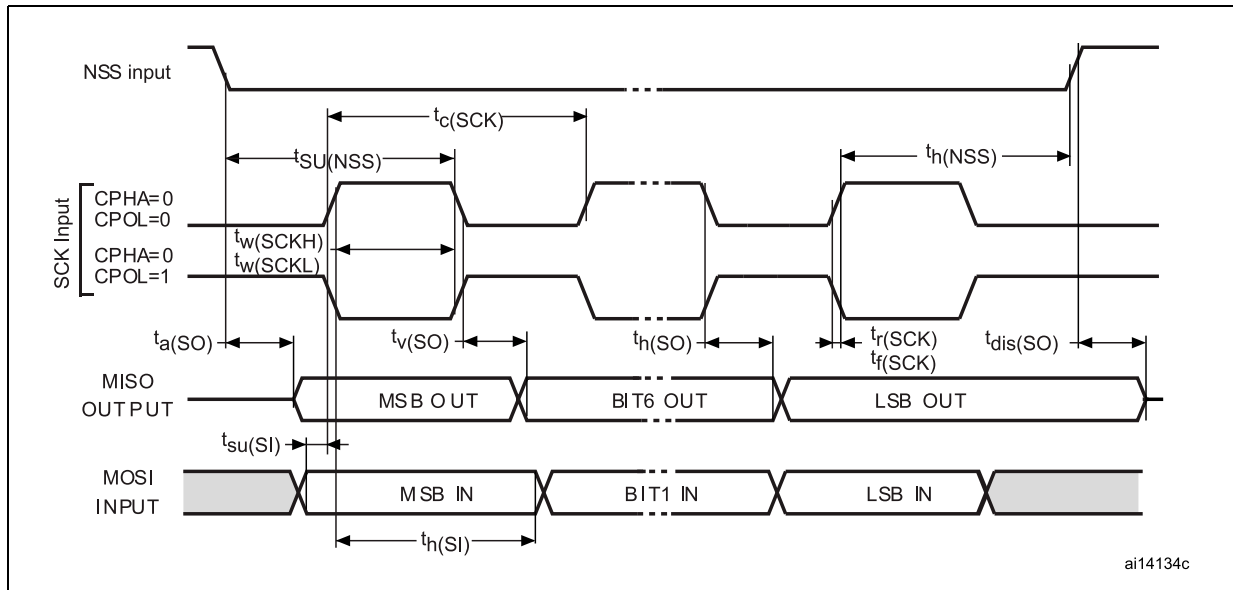 NSS input
tc(SCK)
tSU(NSS)
th(NSS)
SCK Input
CPHA=0
CPOL=0
CPHA=0
CPOL=1
tw(SCKH)
tw(SCKL)
ta(SO)
tv(SO)
th(SO)
tr(SCK)
tf(SCK)
tdis(SO)
MISO
OUTPUT
MSB OUT
BIT6 OUT
LSB OUT
tsu(SI)
MOSI
INPUT
MSB IN
BIT1 IN
LSB IN
th(SI)
ai14134c